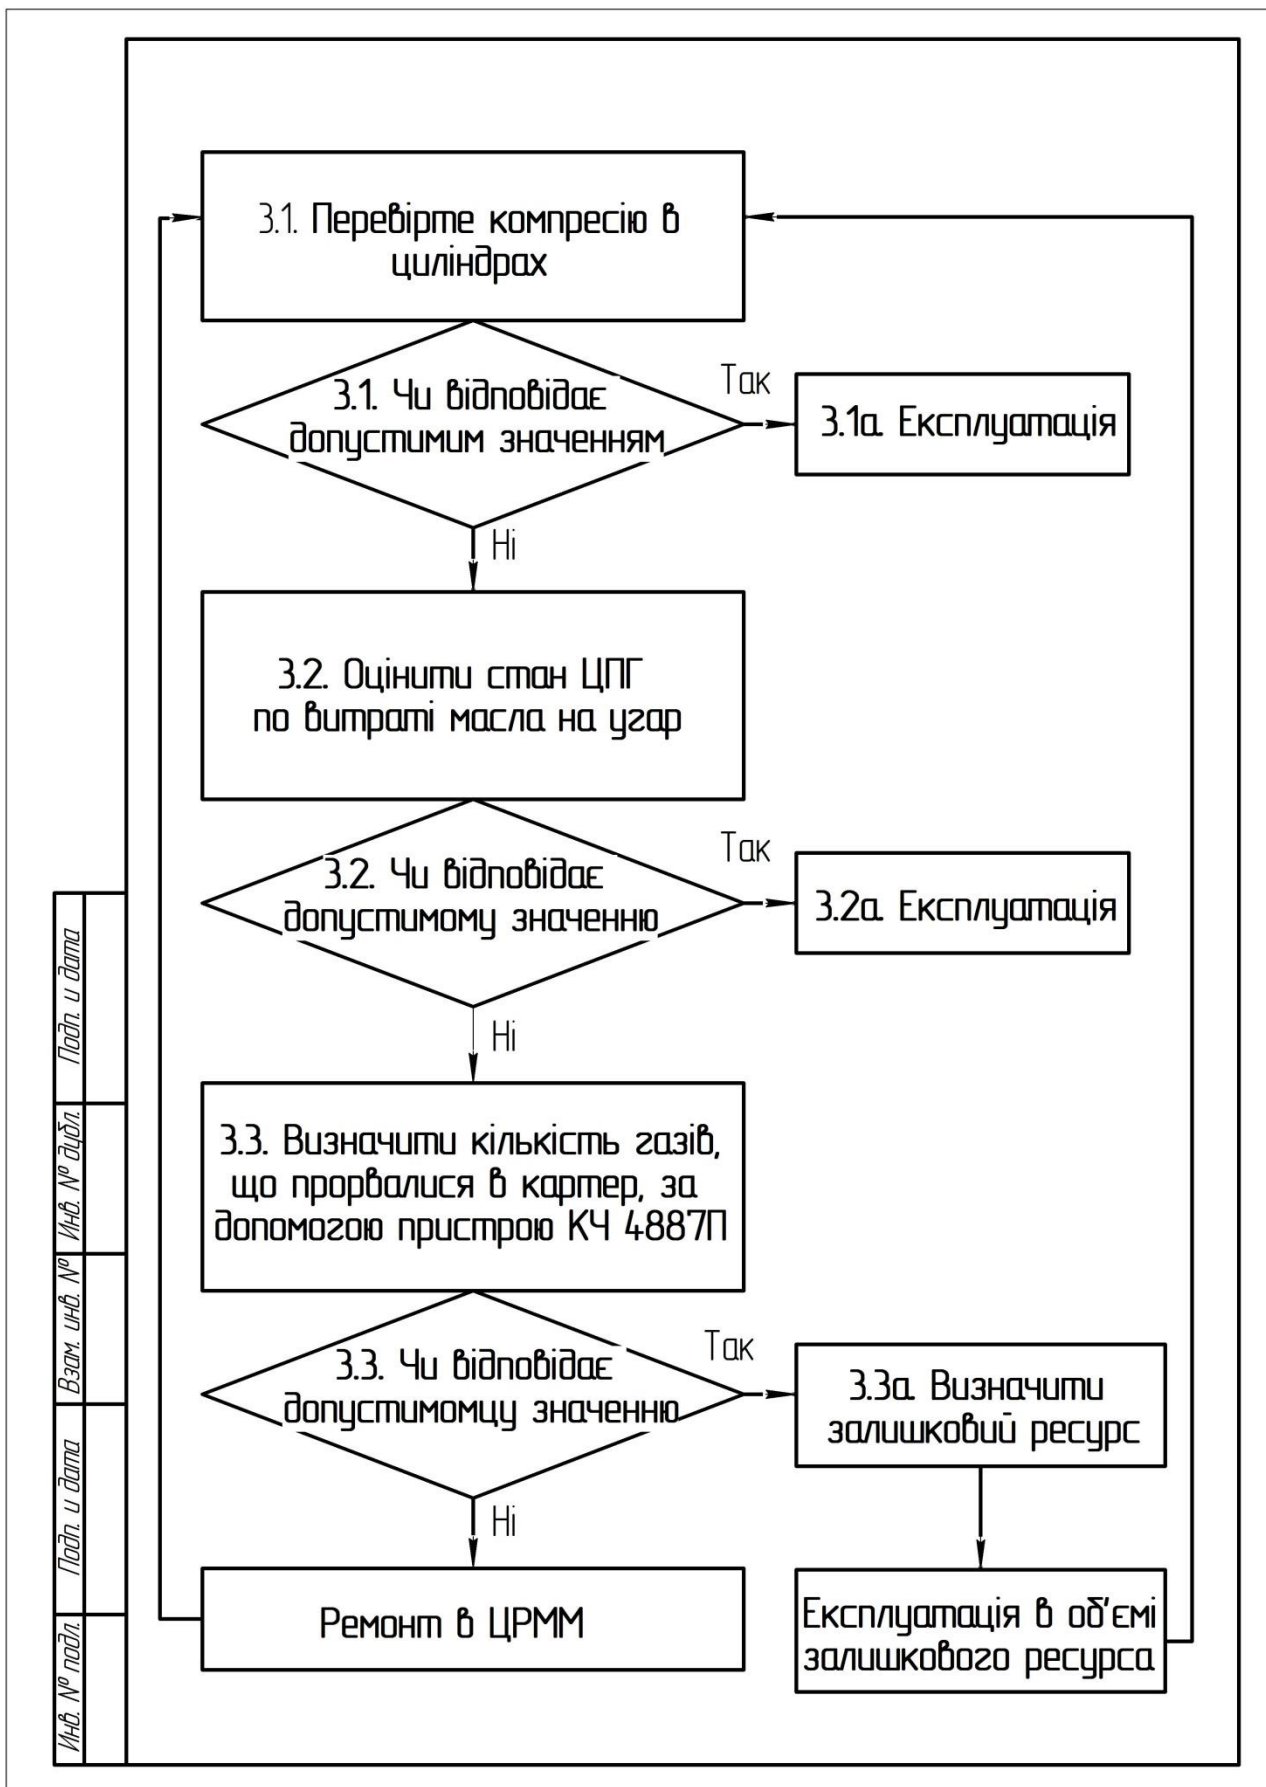 3.1. Перевірте компресію в
циліндрах
3.1. Чи відповідає
допустимим значенням
Так
3.1а. Експлуатація
Ні
3.2. Оцінити стан ЦПГ
по витраті масла на угар
3.2. Чи відповідає
допустимому значенню
Так
3.2а. Експлуатація
Ні
3.3. Визначити кількість газів,
що прорвалися в картер, за
допомогою пристрою КЧ 4887П
3.3. Чи відповідає
допустимомцу значенню
Так
3.3а. Визначити
залишковий ресурс
Ні
Ремонт в ЦРММ
Експлуатація в об'ємі
залишкового ресурса
Подп. и дата
Инв. № дубл.
Взам. инв. №
Подп. и дата
Инв. № подл.